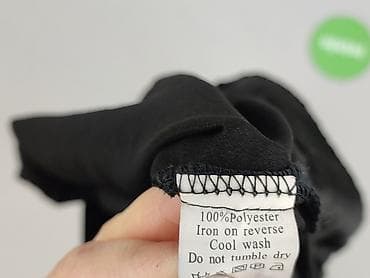 100%Polyester
Iron on reverse
Cool wash
Do not tumble dry